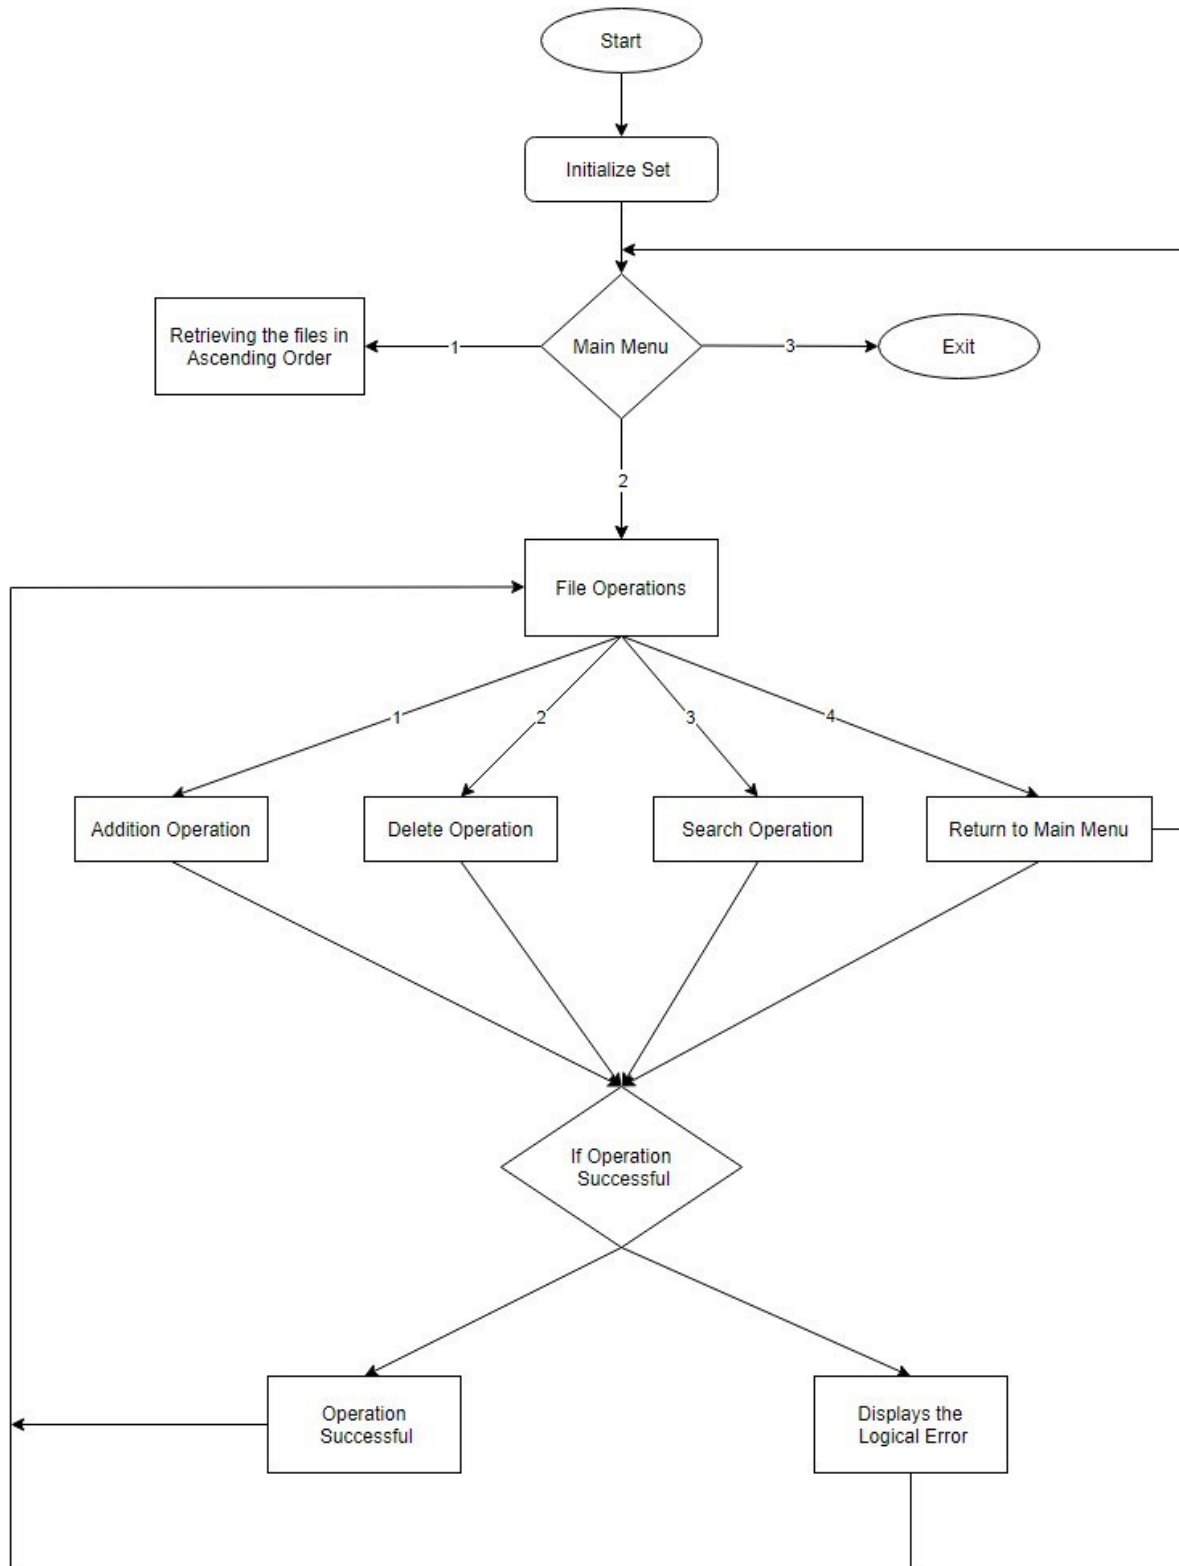 Start
Initialize Set
Retrieving the files in
Ascending Order
1
Main Menu
3
Exit
2
File Operations
1
2
3
4
Addition Operation
Delete Operation
Search Operation
Return to Main Menu
If Operation
Successful
Operation
Successful
Displays the
Logical Error